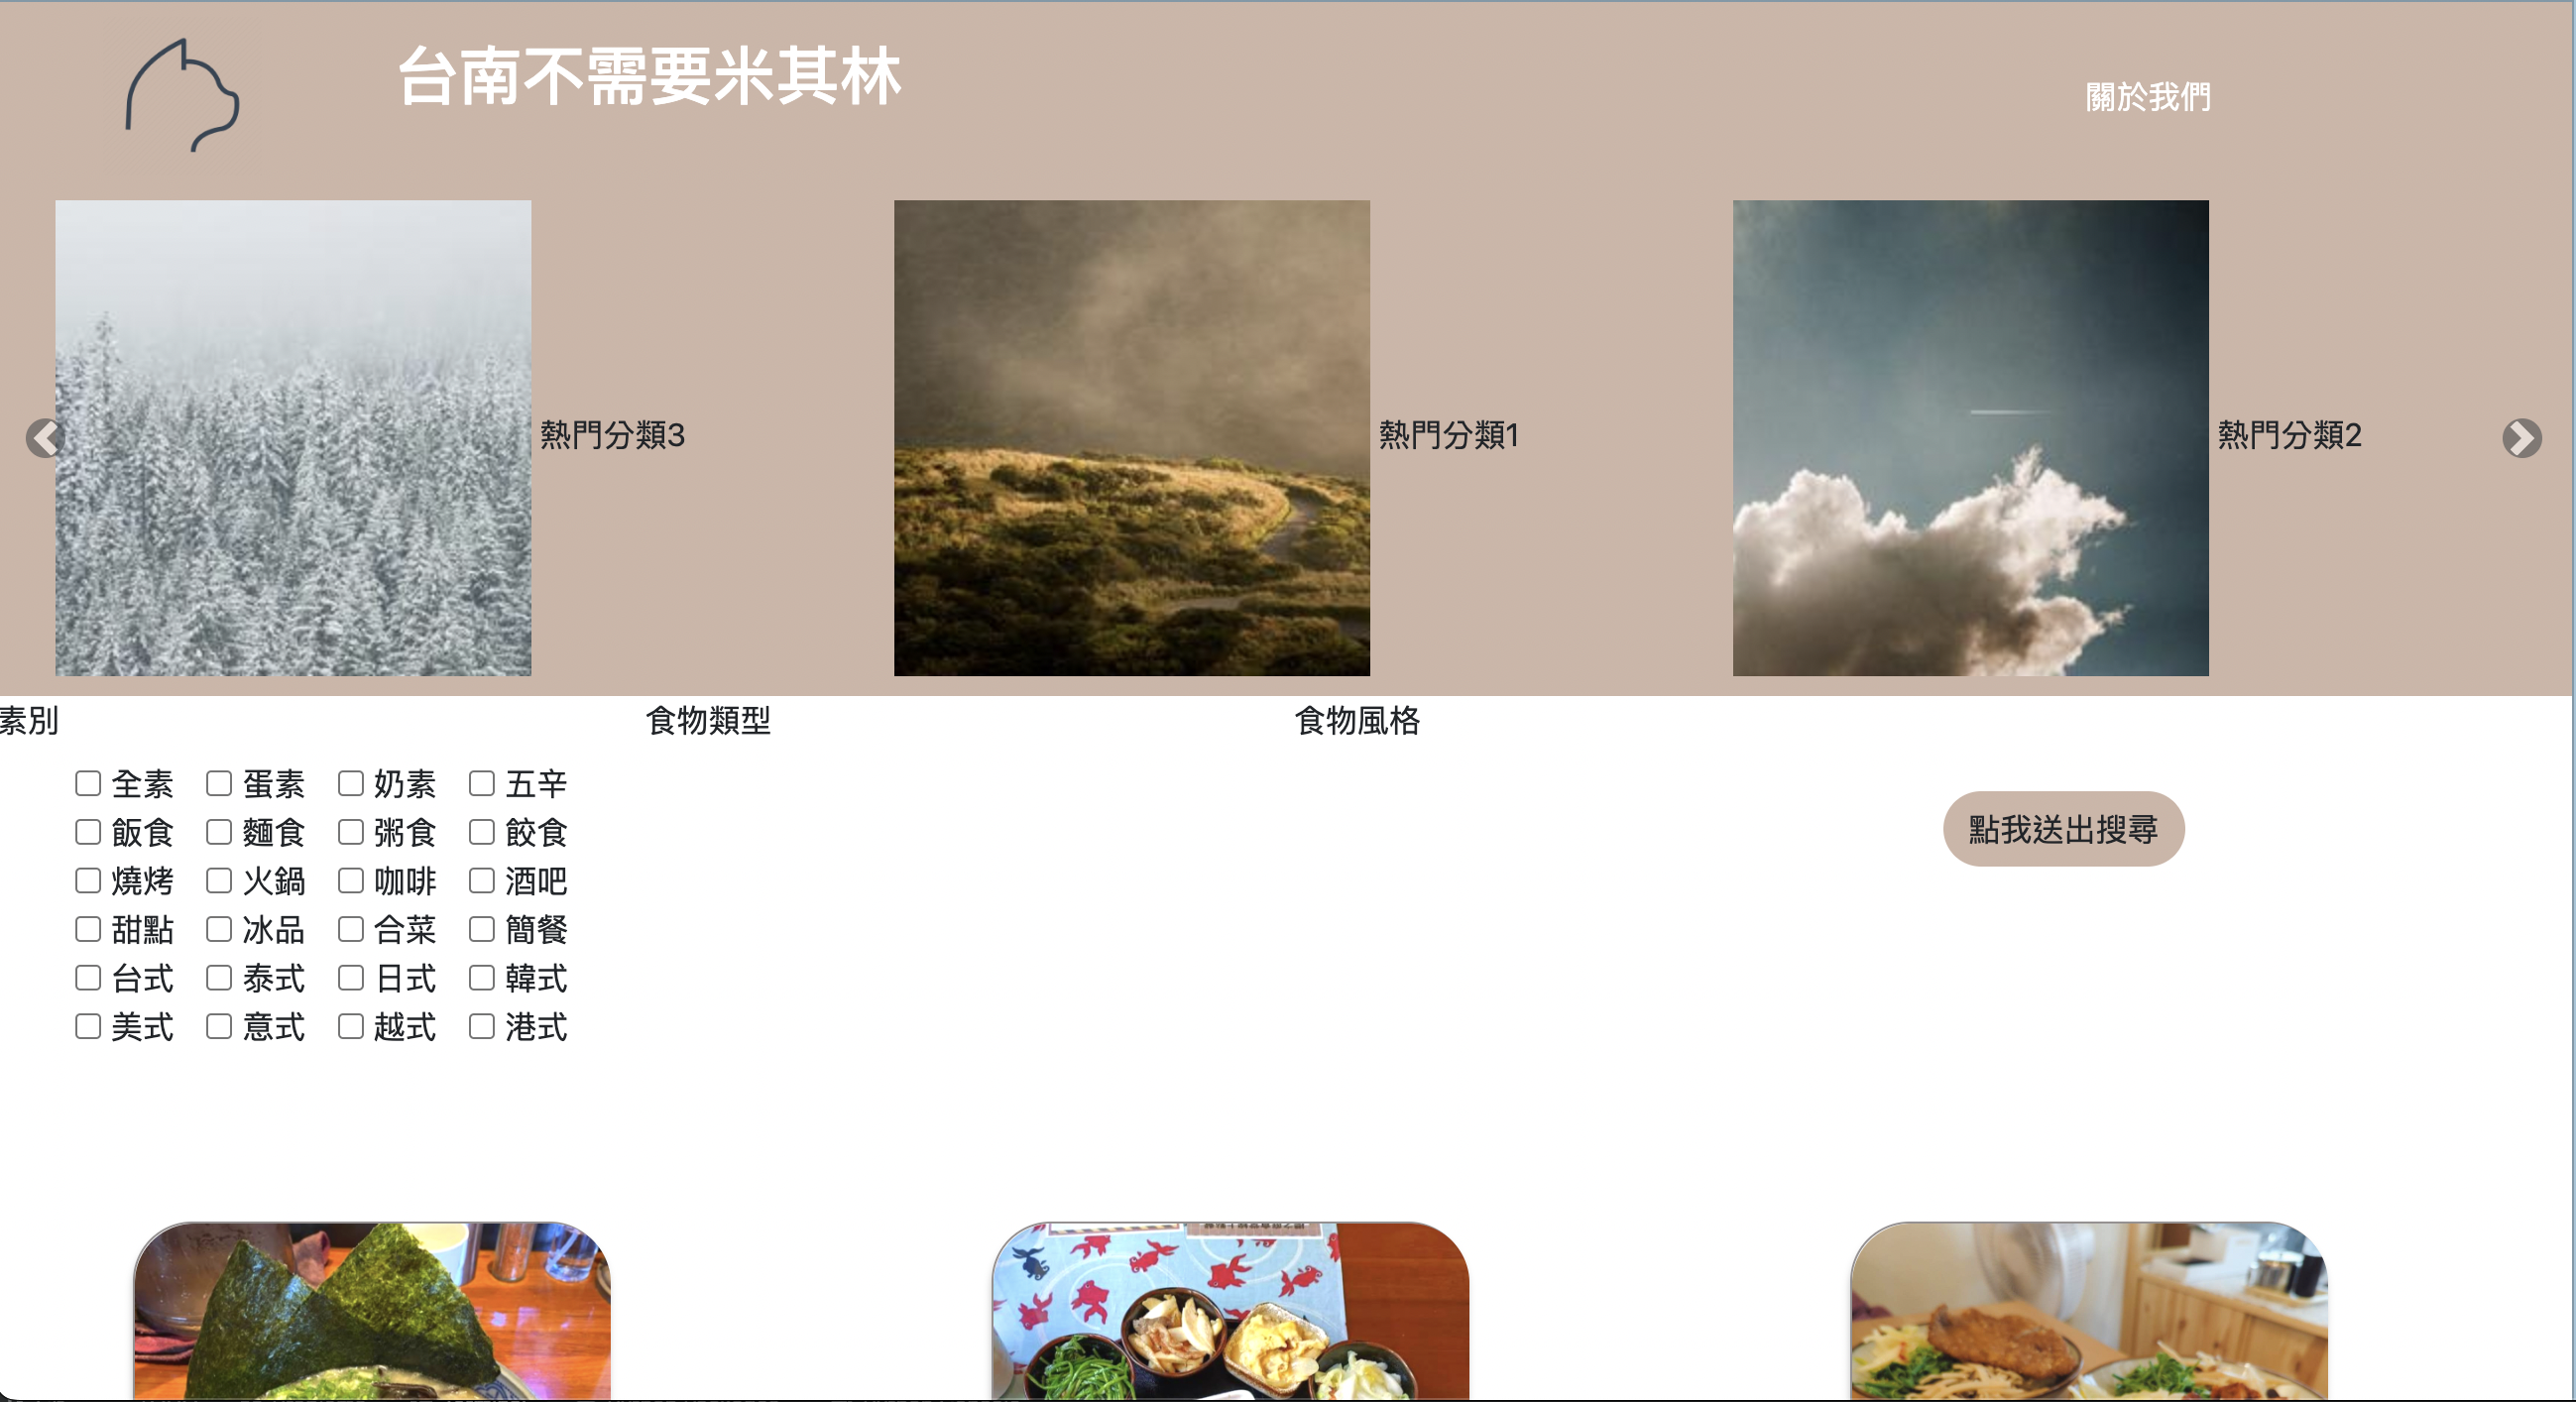 台南不需要米其林
關於我們
熱門分類3
熱門分類1
熱門分類2
素別 食物類型 食物風格
全素 蛋素 奶素 五辛
點我送出搜尋
飯食 麵食 粥食 餃食
燒烤 火鍋 咖啡 酒吧
甜點 冰品 合菜 簡餐
台式 泰式 日式 韓式
美式 意式 越式 港式